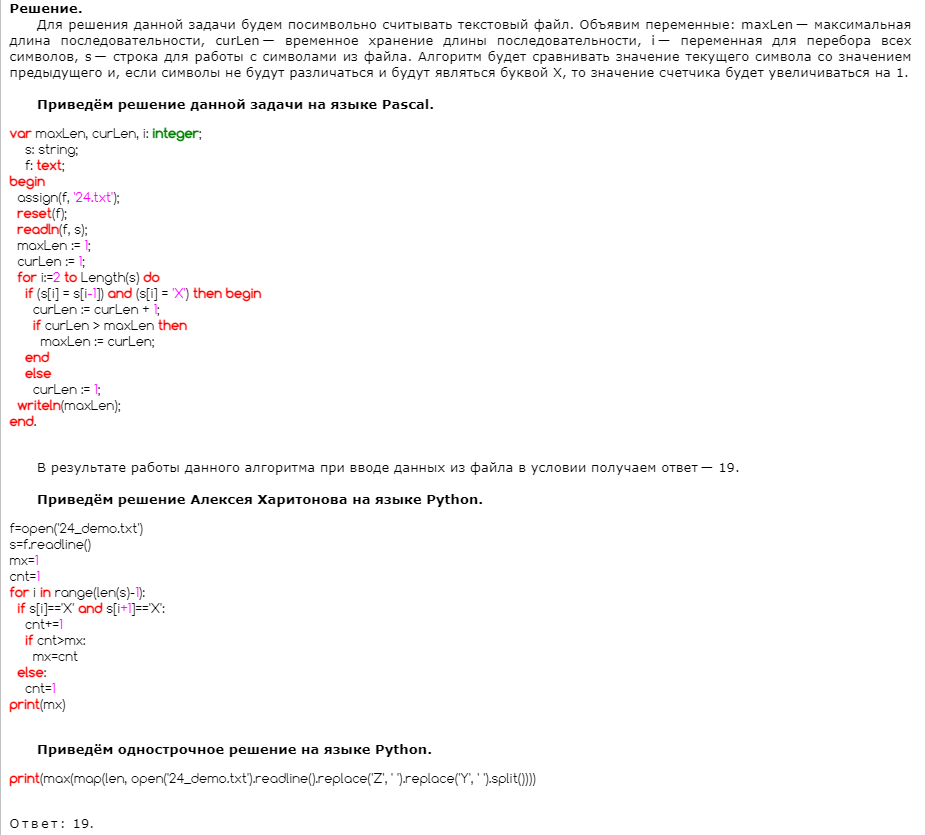 Решение.
Для решения данной задачи будем посимвольно считывать текстовый файл. Объявим переменные: maxLen — максимальная
длина последовательности, curLen — временное хранение длины последовательности, i — переменная для перебора всех
символов, s — строка для работы с символами из файла. Алгоритм будет сравнивать значение текущего символа со значением
предыдущего и, если символы не будут различаться и будут являться буквой X, то значение счетчика будет увеличиваться на 1.
Приведём решение данной задачи на языке Pascal.
var maxLen, curLen, i: integer;
s: string;
f: text;
begin
assign(f, '24.txt');
reset(f);
readln(f, s);
maxLen := 1;
curLen := 1;
for i:=2 to Length(s) do
if (s[i] = s[i-1]) and (s[i] = 'X') then begin
curLen := curLen + 1;
if curLen > maxLen then
maxLen := curLen;
end
else
curLen := 1;
writeln(maxLen);
end.
В результате работы данного алгоритма при вводе данных из файла в условии получаем ответ — 19.
Приведём решение Алексея Харитонова на языке Python.
f=open('24_demo.txt')
s=f.readline()
mx=1
cnt=1
for i in range(len(s)-1):
if s[i]=='X' and s[i+1]=='X':
cnt+=1
if cnt>mx:
mx=cnt
else:
cnt=1
print(mx)
Приведём однострочное решение на языке Python.
print(max(map(len, open('24_demo.txt').readline().replace('Z', ' ').replace('Y', ' ').split())))
Ответ: 19.